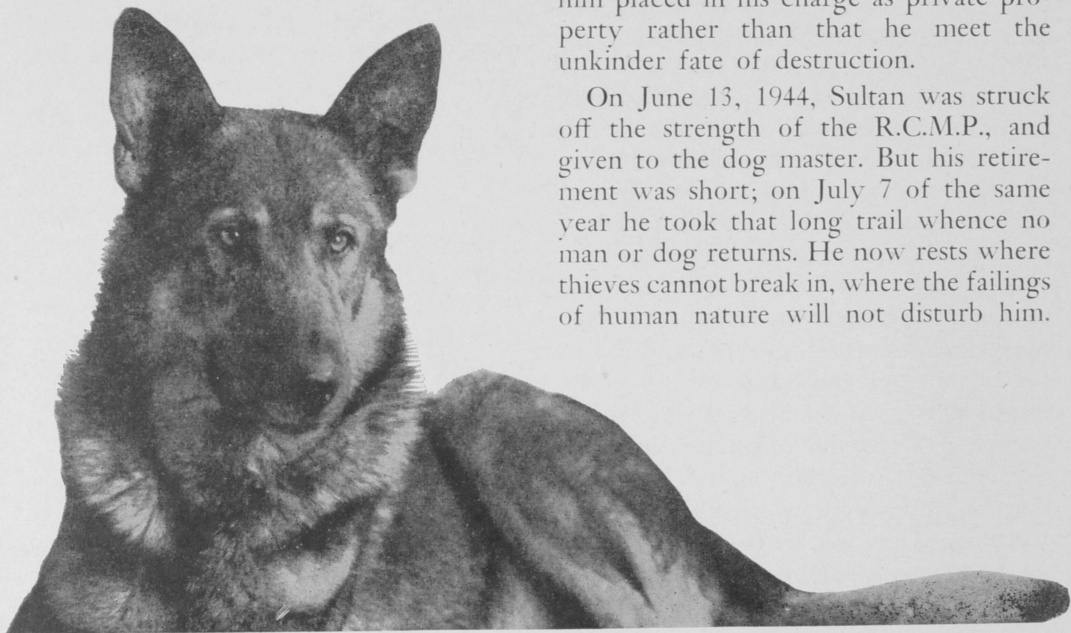 him placed in his charge as private pro-
perty rather than that he meet the
unkinder fate of destruction.
On June 13, 1944, Sultan was struck
off the strength of the R.C.M.P., and
given to the dog master. But his retire-
ment was short; on July 7 of the same
year he took that long trail whence no
man or dog returns. He now rests where
thieves cannot break in, where the failings
of human nature will not disturb him.